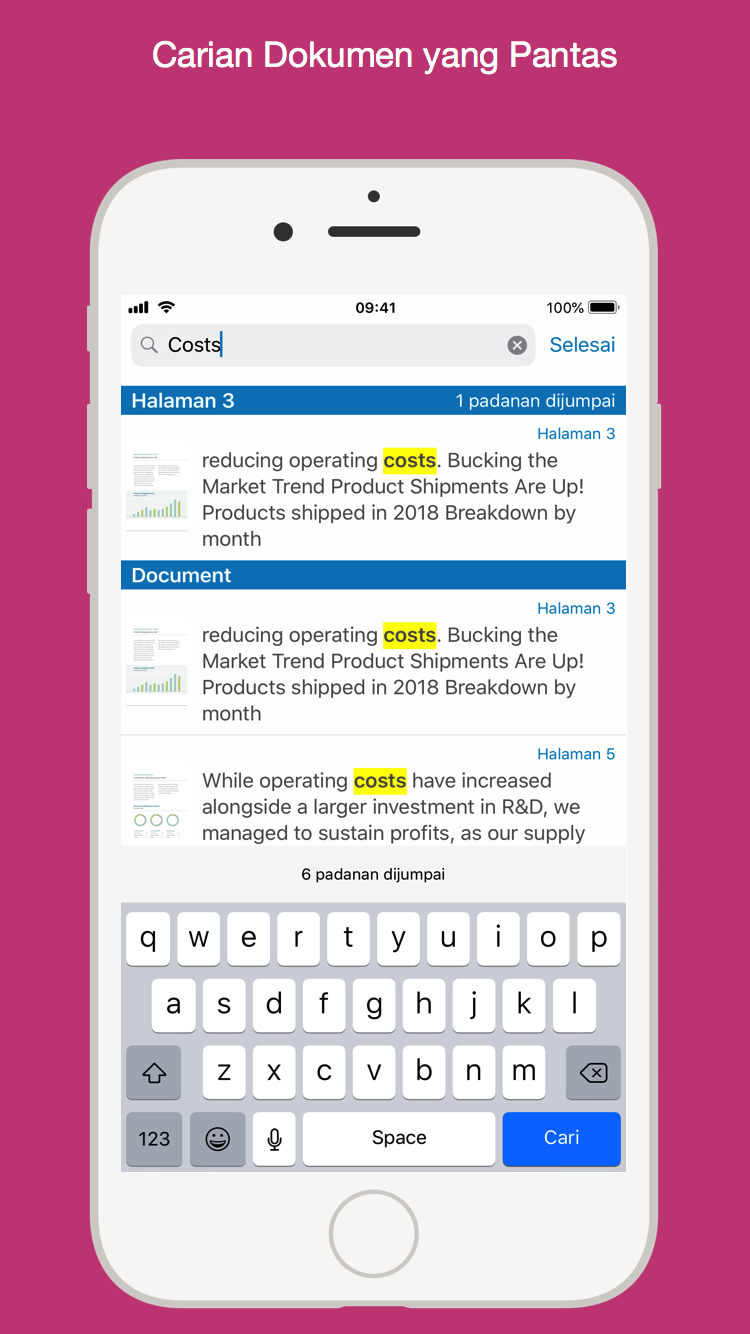 Carian Dokumen yang Pantas
09:41
100%
Costs
Selesai
Halaman 3
1 padanan dijumpai
Halaman 3
reducing operating costs. Bucking the
Market Trend Product Shipments Are Up!
Products shipped in 2018 Breakdown by
month
Document
Halaman 3
reducing operating costs. Bucking the
Market Trend Product Shipments Are Up!
Products shipped in 2018 Breakdown by
month
Halaman 5
While operating costs have increased
alongside a larger investment in R&D, we
managed to sustain profits, as our supply
6 padanan dijumpai
q w e r t y u i o p
a s d f g h j k l
z x c v b n m
123
Space
Cari